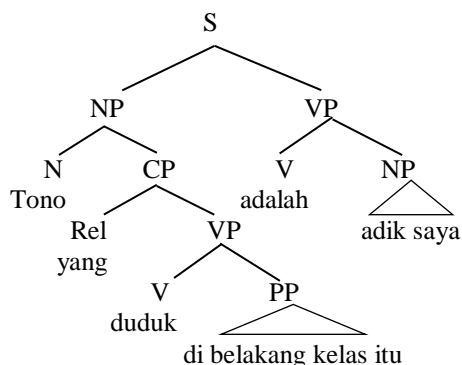 S
NP VP
N CP V NP
Tono adalah
Rel VP adik saya
yang
V PP
duduk
di belakang kelas itu